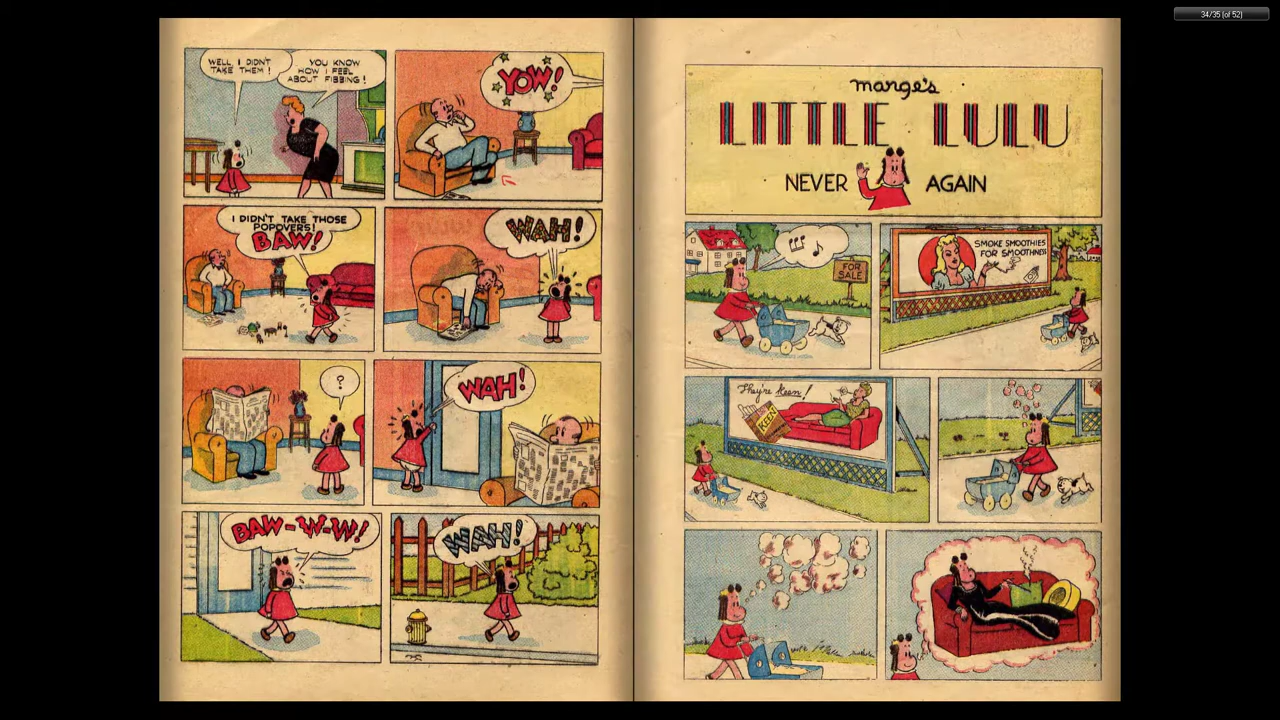 34/35 (of 52)
WELL, I DIDN'T
TAKE THEM!
YOU KNOW
HOW I FEEL
ABOUT FIBBING!
YOW!
I DIDN'T TAKE THOSE
POPOVERS!
BAW!
WAH!
?
WAH!
BAW-W-W!
WAH!
marge's
LITTLE LULU
NEVER AGAIN
FOR
SALE
SMOKE SMOOTHIES
FOR SMOOTHNESS
They're Keen!
KEEN